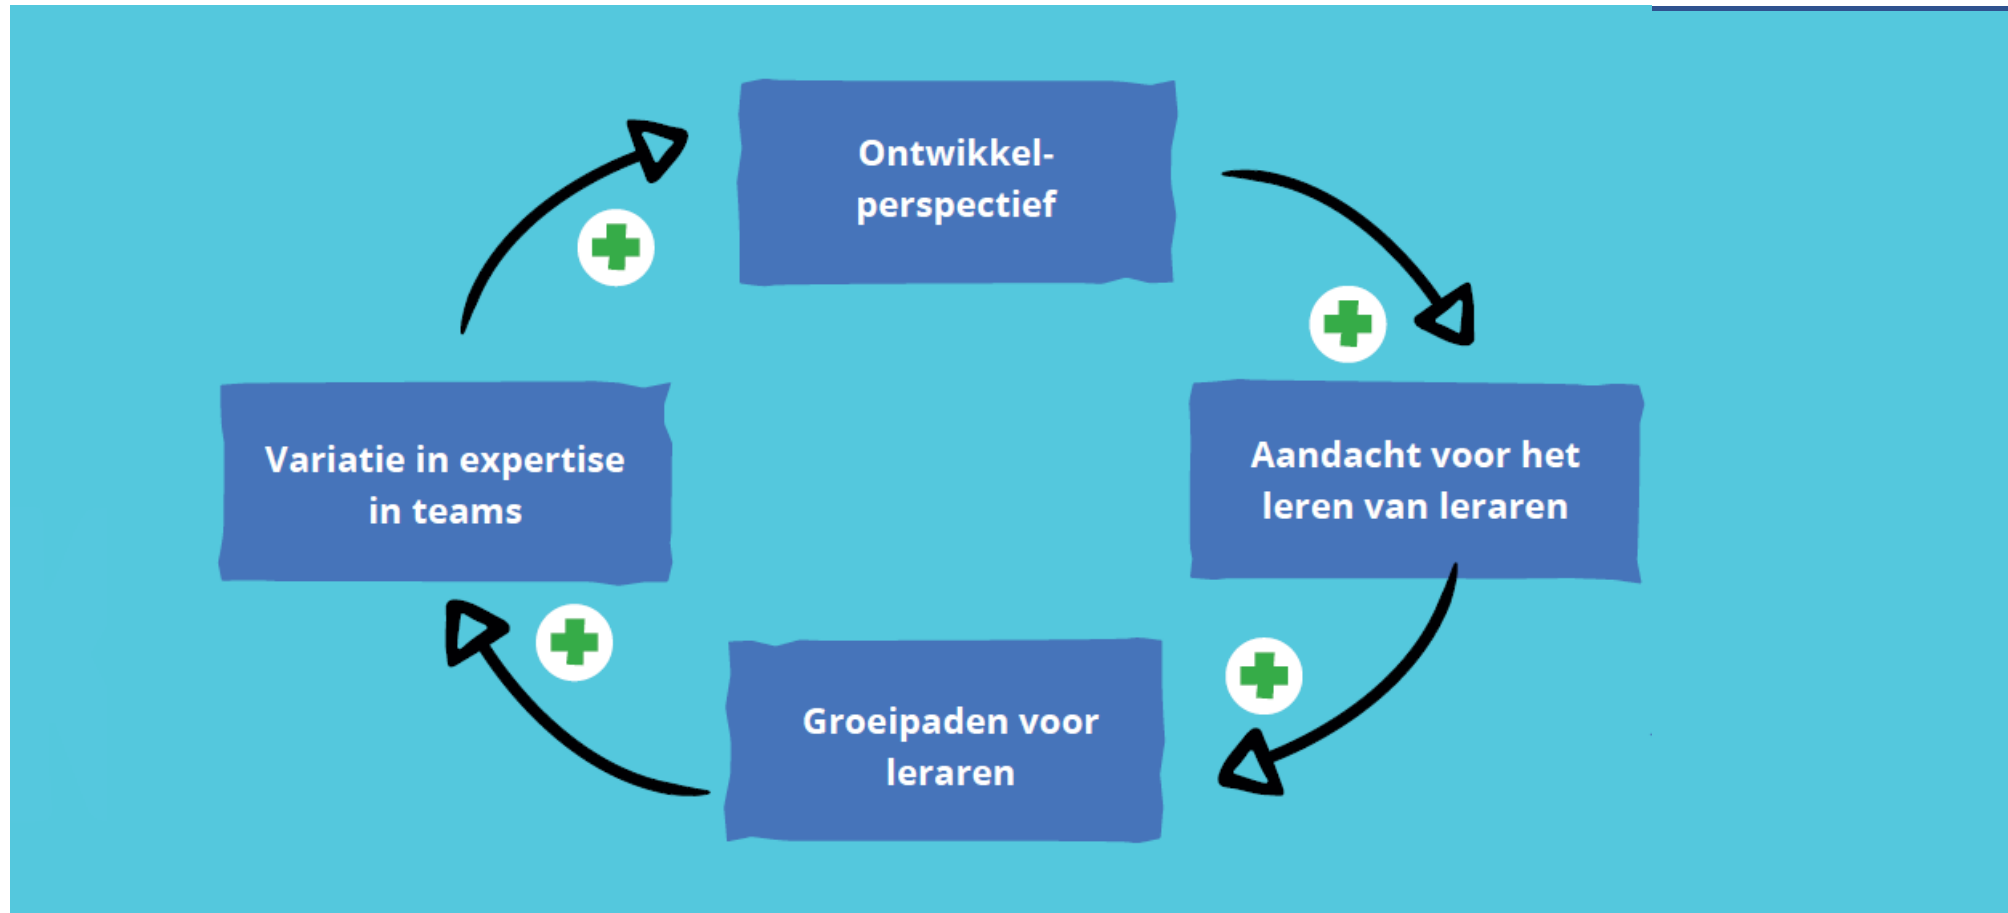 Ontwikkel-
perspectief
Variatie in expertise
in teams
Aandacht voor het
leren van leraren
Groeipaden voor
leraren